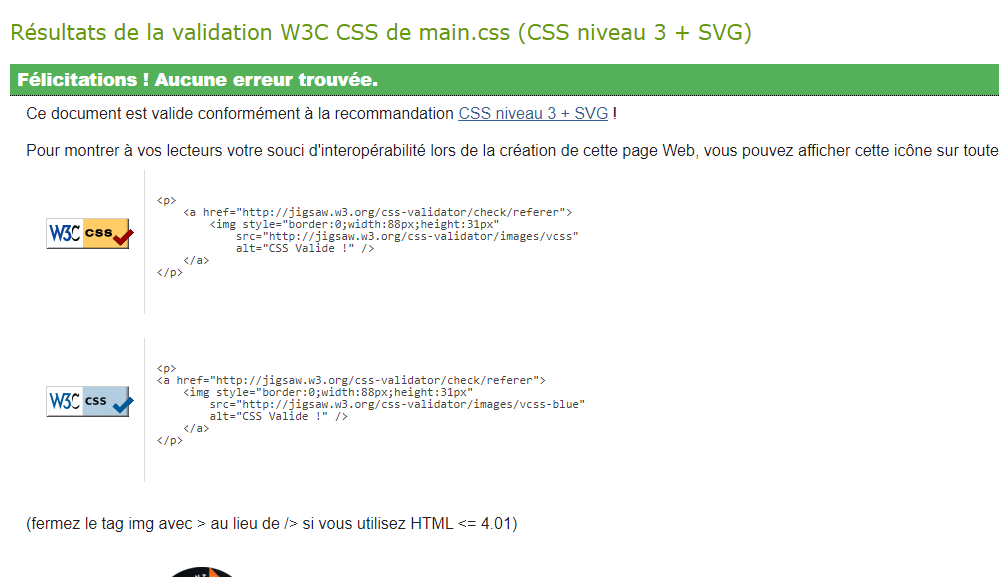 Résultats de la validation W3C CSS de main.css (CSS niveau 3 + SVG)
Félicitations ! Aucune erreur trouvée.
Ce document est valide conformément à la recommandation CSS niveau 3 + SVG !
Pour montrer à vos lecteurs votre souci d'interopérabilité lors de la création de cette page Web, vous pouvez afficher cette icône sur toute
<p>
<a href="http://jigsaw.w3.org/css-validator/check/referer">
<img style="border:0;width:88px;height:31px"
src="http://jigsaw.w3.org/css-validator/images/vcss"
alt="CSS Valide !" />
</a>
</p>
W3C css
<p>
<a href="http://jigsaw.w3.org/css-validator/check/referer">
<img style="border:0;width:88px;height:31px"
src="http://jigsaw.w3.org/css-validator/images/vcss-blue"
alt="CSS Valide !" />
</a>
</p>
W3C css
(fermez le tag img avec > au lieu de /> si vous utilisez HTML <= 4.01)